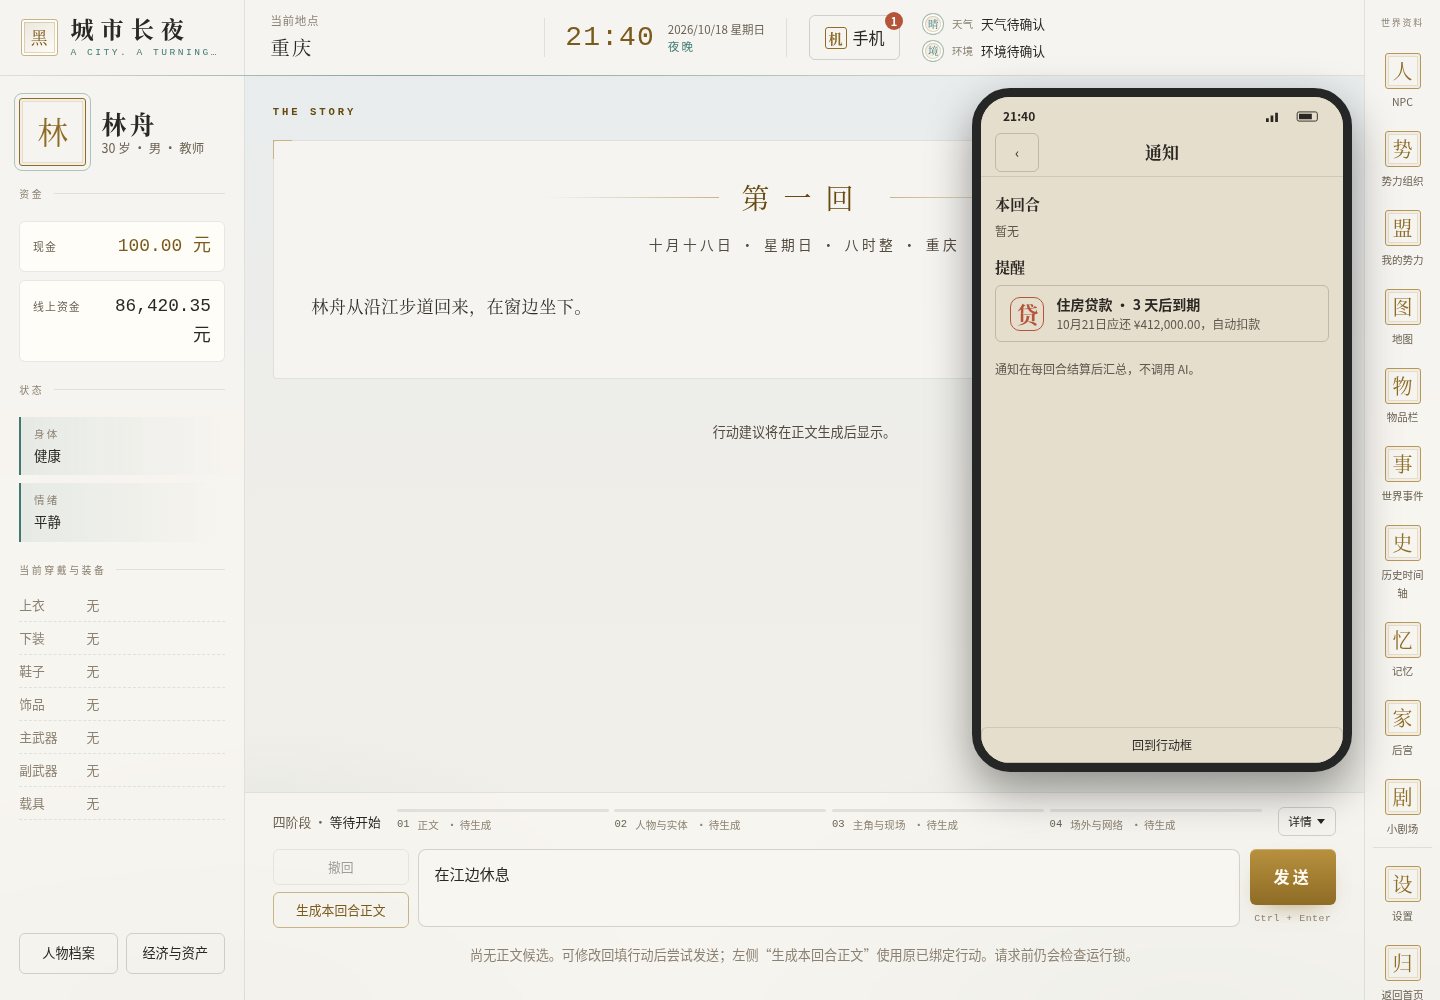 黑
城市长夜
A CITY. A TURNING…
当前地点
重庆
21:40
2026/10/18 星期日
夜晚
机 手机
1
晴 天气 天气待确认
境 环境 环境待确认
林
林舟
30 岁 · 男 · 教师
资金
现金 100.00 元
线上资金 86,420.35
元
状态
身体
健康
情绪
平静
当前穿戴与装备
上衣 无
下装 无
鞋子 无
饰品 无
主武器 无
副武器 无
载具 无
人物档案
经济与资产
THE STORY
第一回
十月十八日 · 星期日 · 八时整 · 重庆
林舟从沿江步道回来，在窗边坐下。
行动建议将在正文生成后显示。
21:40
‹
通知
本回合
暂无
提醒
贷
住房贷款 · 3 天后到期
10月21日应还 ¥412,000.00，自动扣款
通知在每回合结算后汇总，不调用 AI。
回到行动框
四阶段 · 等待开始
01 正文 · 待生成
02 人物与实体 · 待生成
03 主角与现场 · 待生成
04 场外与网络 · 待生成
详情
撤回
生成本回合正文
在江边休息
发送
Ctrl + Enter
尚无正文候选。可修改回填行动后尝试发送；左侧“生成本回合正文”使用原已绑定行动。请求前仍会检查运行锁。
世界资料
人
NPC
势
势力组织
盟
我的势力
图
地图
物
物品栏
事
世界事件
史
历史时间
轴
忆
记忆
家
后宫
剧
小剧场
设
设置
归
返回首页